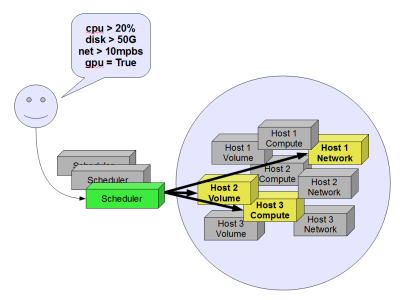 cpu > 20%
disk > 50G
net > 10mpbs
gpu = True
Scheduler
Scheduler
Scheduler
Host 1
Compute
Host 1
Volume
Host 1
Network
Host 2
Compute
Host 2
Volume
Host 2
Network
Host 3
Compute
Host 3
Volume
Host 3
Network